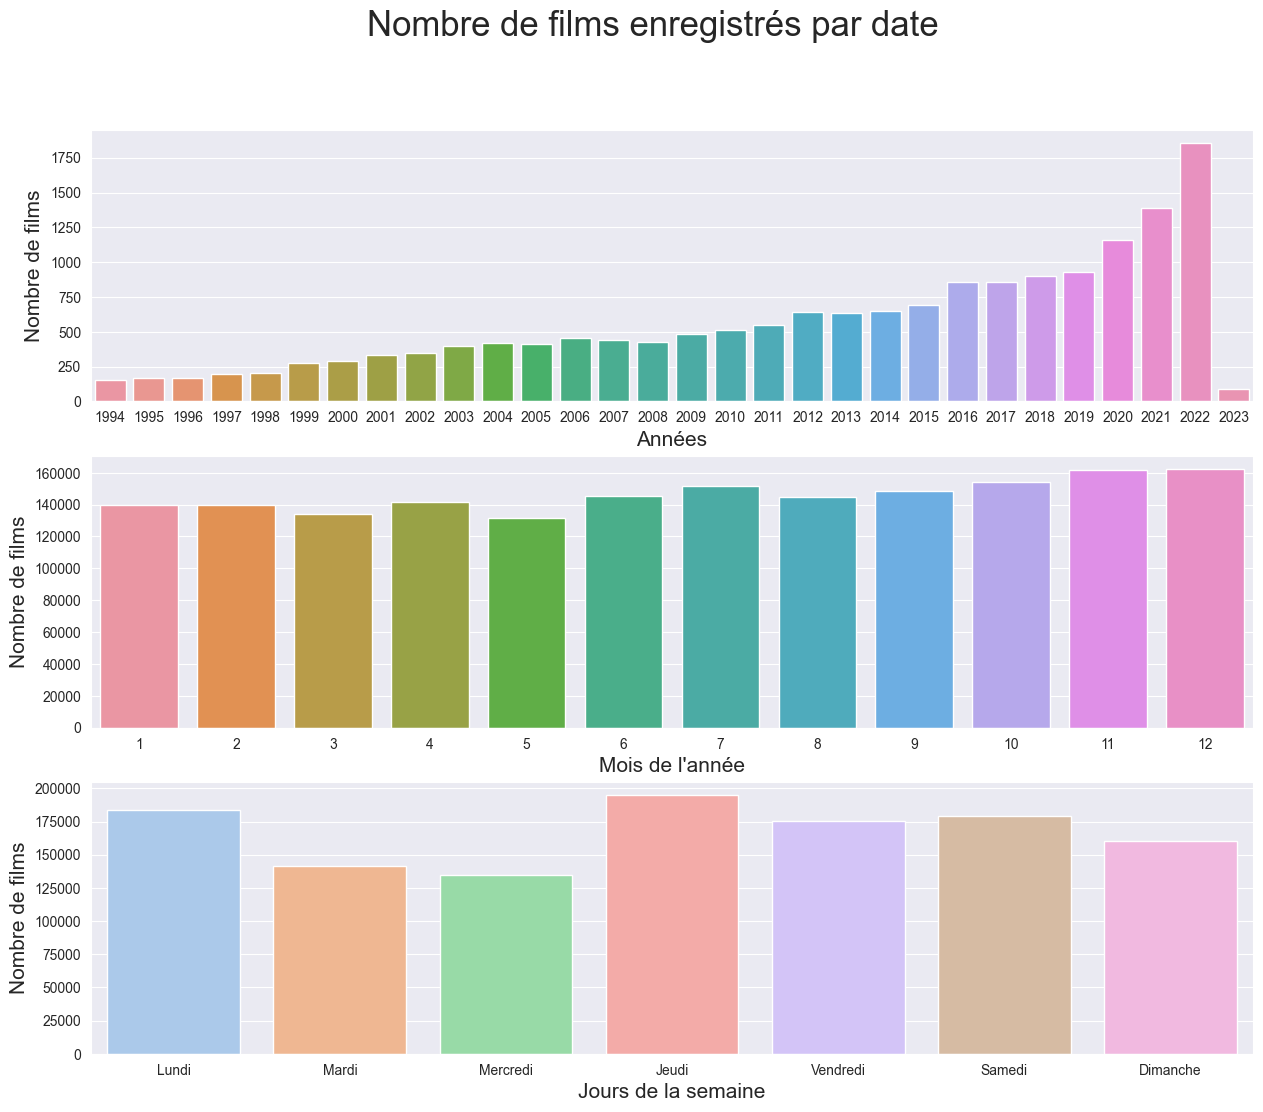 Nombre de films enregistrés par date
Nombre de films
1750
1500
1250
1000
750
500
250
0
1994 1995 1996 1997 1998 1999 2000 2001 2002 2003 2004 2005 2006 2007 2008 2009 2010 2011 2012 2013 2014 2015 2016 2017 2018 2019 2020 2021 2022 2023
Années
Nombre de films
160000
140000
120000
100000
80000
60000
40000
20000
0
1 2 3 4 5 6 7 8 9 10 11 12
Mois de l'année
Nombre de films
200000
175000
150000
125000
100000
75000
50000
25000
0
Lundi Mardi Mercredi Jeudi Vendredi Samedi Dimanche
Jours de la semaine